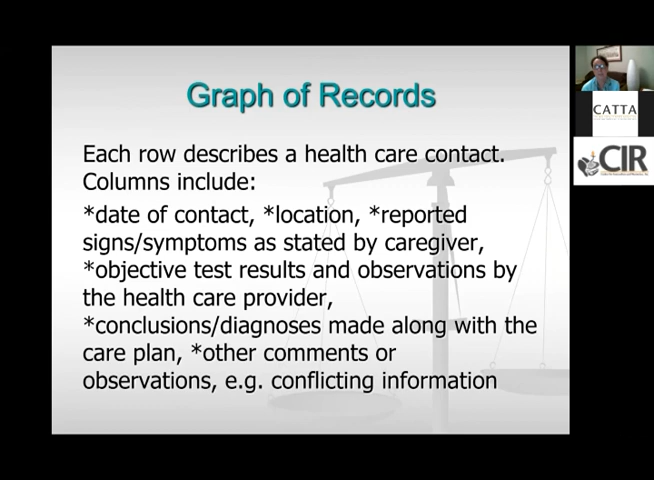 Graph of Records
Each row describes a health care contact.
Columns include:
*date of contact, *location, *reported
signs/symptoms as stated by caregiver,
*objective test results and observations by
the health care provider,
*conclusions/diagnoses made along with the
care plan, *other comments or
observations, e.g. conflicting information
CATTA
CIR